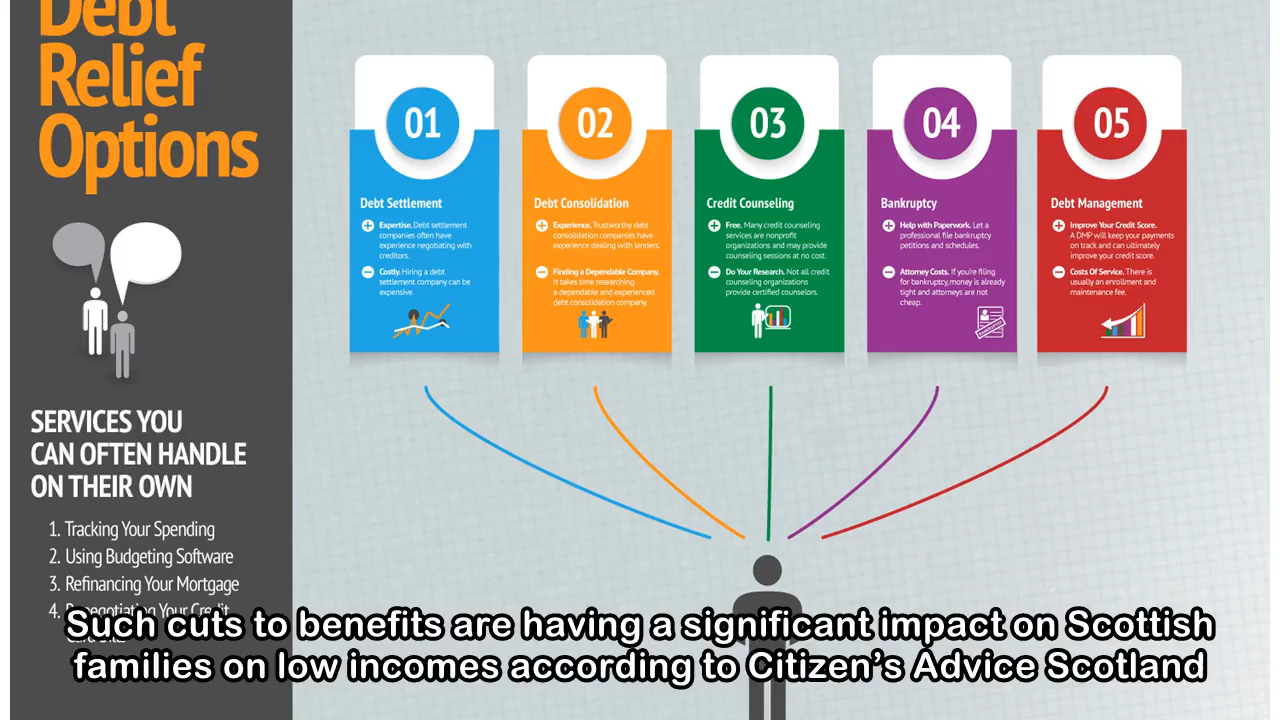 Debt
Relief
Options
SERVICES YOU
CAN OFTEN HANDLE
ON THEIR OWN
1. Tracking Your Spending
2. Using Budgeting Software
3. Refinancing Your Mortgage
4. Renegotiating Your Credit
01
Debt Settlement
Expertise. Debt settlement
companies often have
experience negotiating with
creditors.
Costly. Hiring a debt
settlement company can be
expensive.
02
Debt Consolidation
Experience. Trustworthy debt
consolidation companies have
experience dealing with lenders.
Finding a Dependable Company.
It takes time researching
a dependable and experienced
debt consolidation company.
03
Credit Counseling
Free. Many credit counseling
services are nonprofit
organizations and may provide
counseling sessions at no cost.
Do Your Research. Not all credit
counseling organizations
provide certified counselors.
04
Bankruptcy
Help with Paperwork. Let a
professional file bankruptcy
petitions and schedules.
Attorney Costs. If you're filing
for bankruptcy, money is already
tight and attorneys are not
cheap.
05
Debt Management
Improve Your Credit Score.
A DMP will keep your payments
on track and can ultimately
improve your credit score.
Costs Of Service. There is
usually an enrollment and
maintenance fee.
Such cuts to benefits are having a significant impact on Scottish
families on low incomes according to Citizen's Advice Scotland